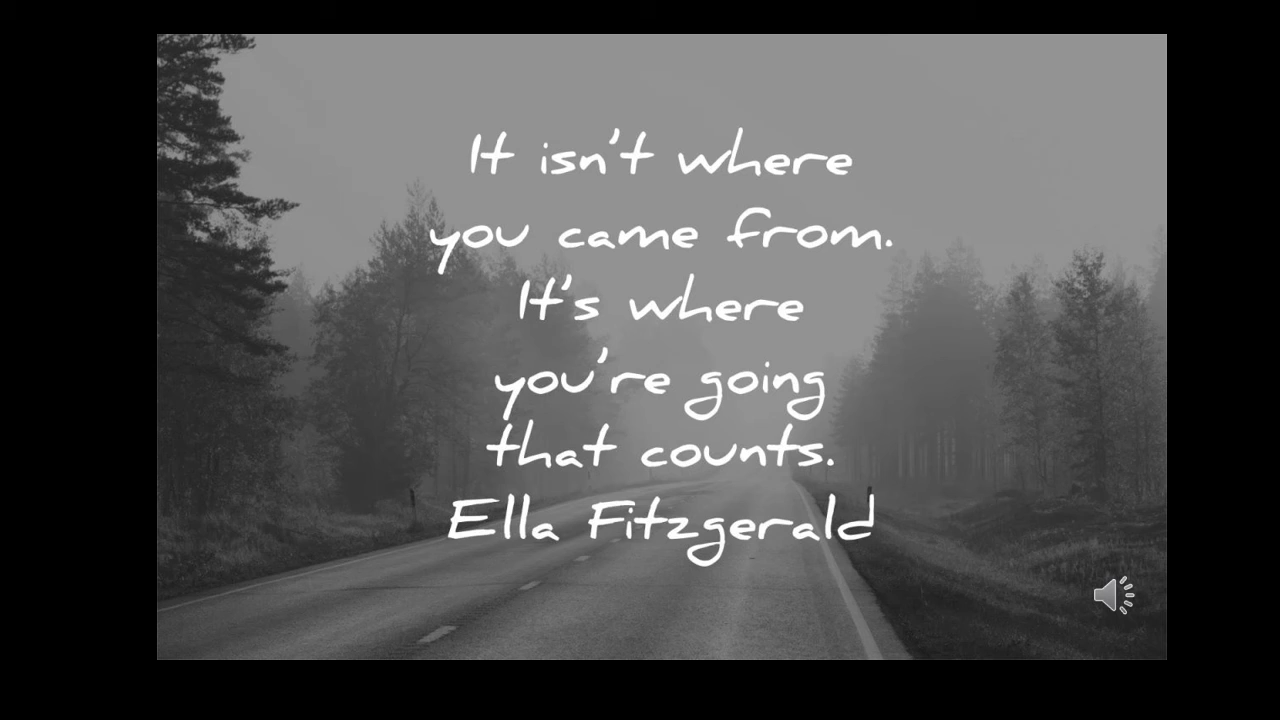 It isn't where
you came from.
It's where
you're going
that counts.
Ella Fitzgerald